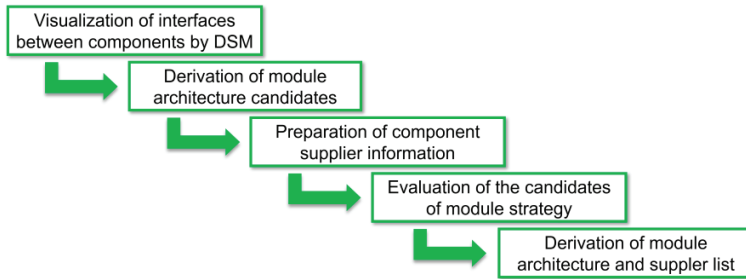 Visualization of interfaces
between components by DSM
Derivation of module
architecture candidates
Preparation of component
supplier information
Evaluation of the candidates
of module strategy
Derivation of module
architecture and suppler list